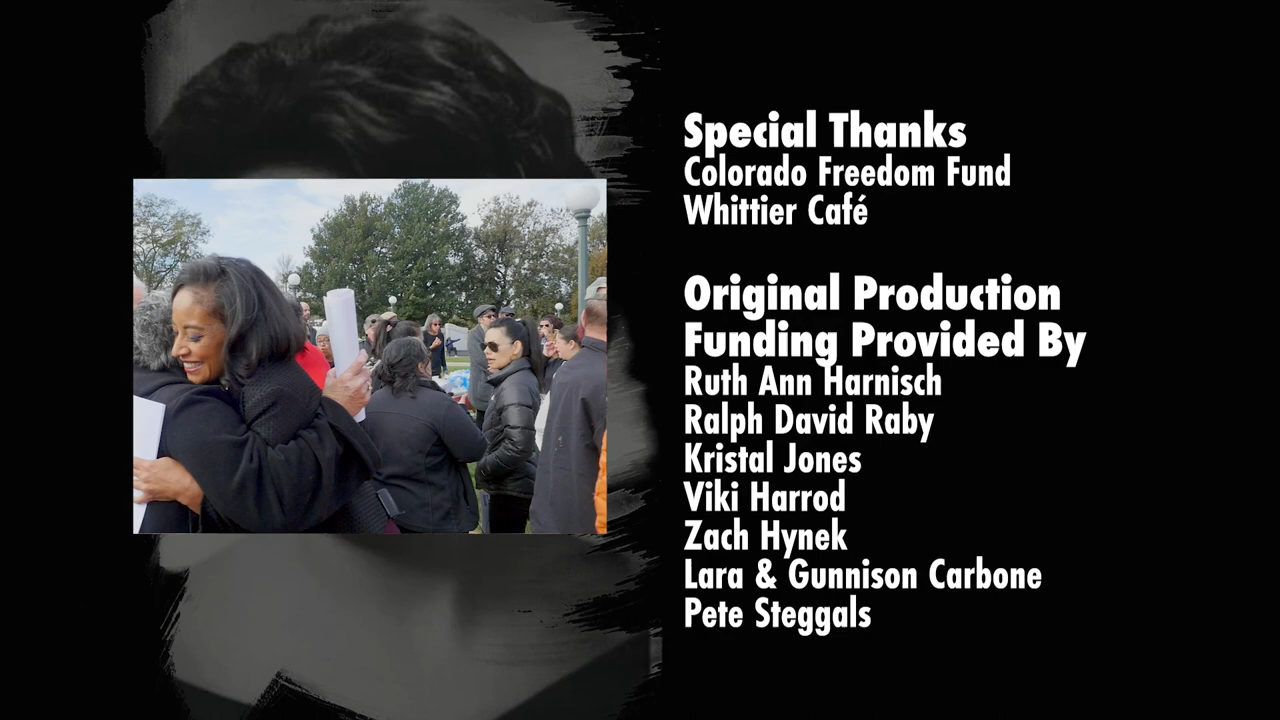 Special Thanks
Colorado Freedom Fund
Whittier Café
Original Production
Funding Provided By
Ruth Ann Harnisch
Ralph David Raby
Kristal Jones
Viki Harrod
Zach Hynek
Lara & Gunnison Carbone
Pete Steggals